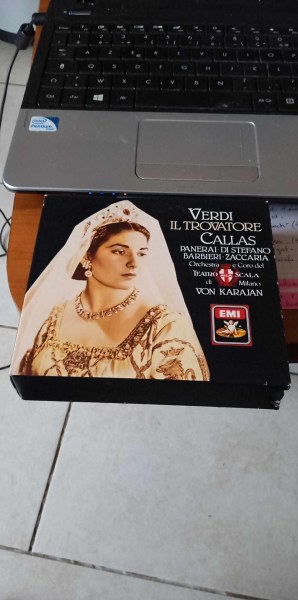 VERDI
IL TROVATORE
CALLAS
PANERAI · DI STEFANO
BARBIERI · ZACCARIA
Orchestra e Coro del
TEATRO SCALA
di Milano
VON KARAJAN
EMI